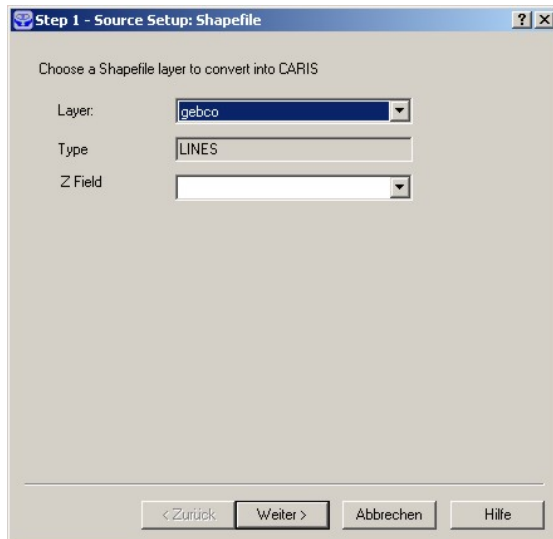 Step 1 - Source Setup: Shapefile
Choose a Shapefile layer to convert into CARIS
Layer: gebco
Type LINES
Z Field
< Zurück Weiter > Abbrechen Hilfe